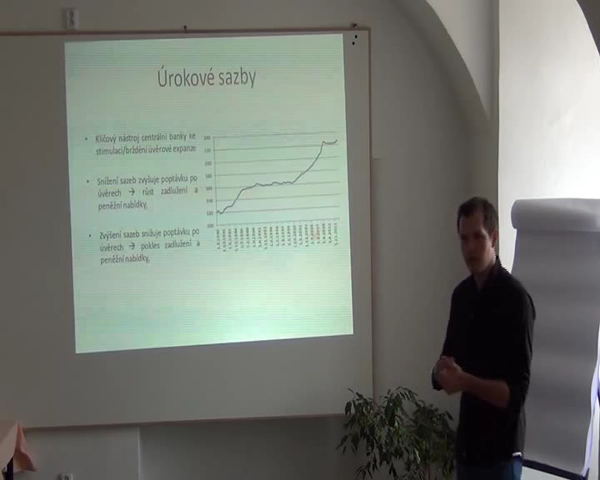 Úrokové sazby
• Klíčový nástroj centrální banky ke
stimulaci/brždění úvěrové expanze
• Snížení sazeb zvyšuje poptávku po
úvěrech → růst zadlužení a
peněžní nabídky.
• Zvýšení sazeb snižuje poptávku po
úvěrech → pokles zadlužení a
peněžní nabídky.